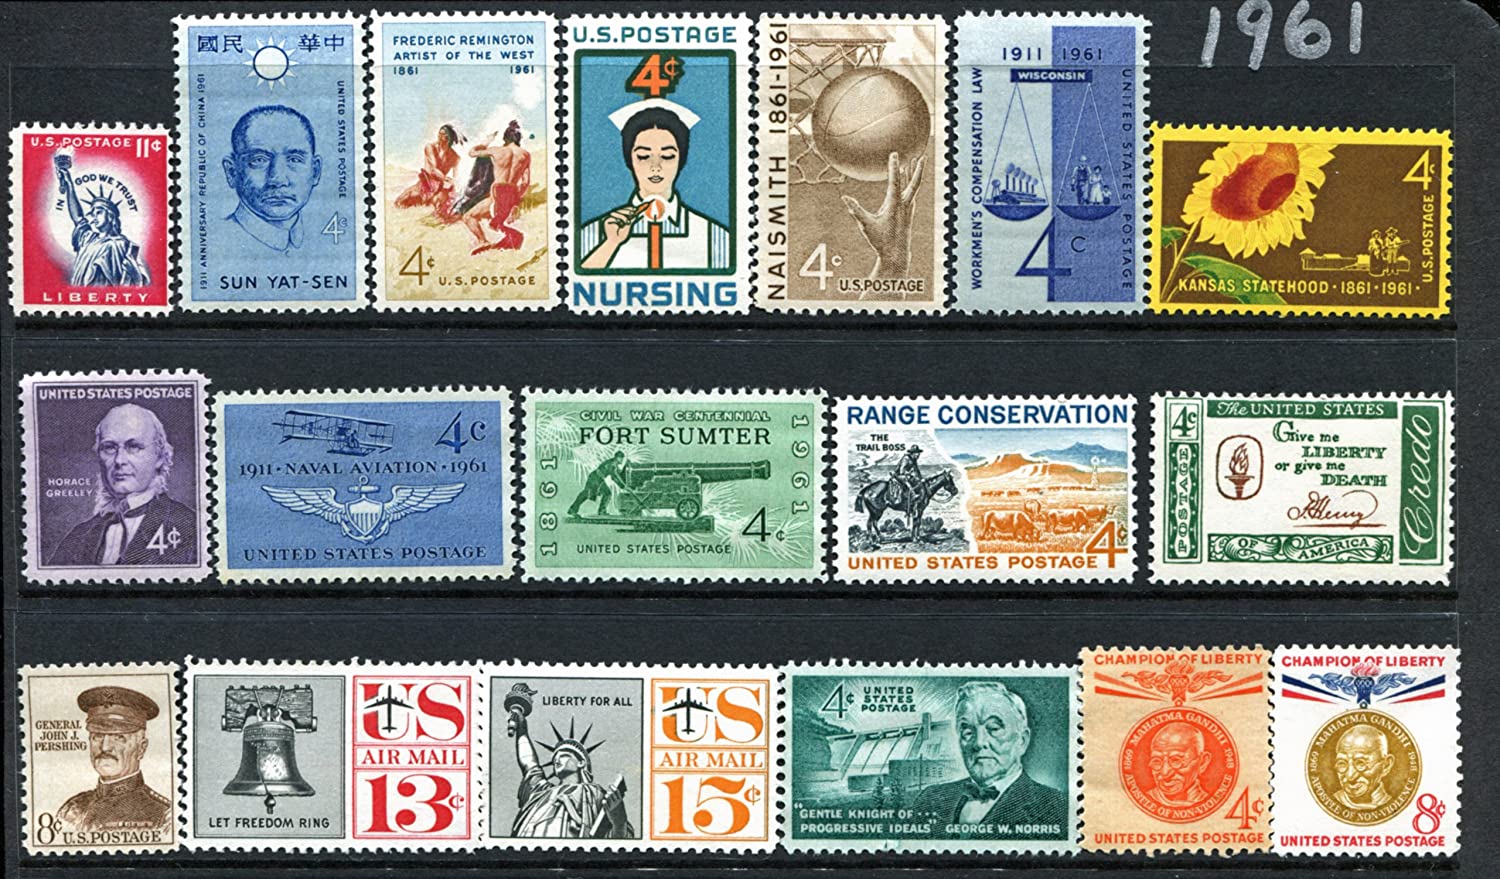 1961
U.S. POSTAGE 11¢
IN GOD WE TRUST
LIBERTY
國民 華中
1911 ANNIVERSARY REPUBLIC OF CHINA 1961
UNITED STATES POSTAGE
4¢
SUN YAT-SEN
FREDERIC REMINGTON
ARTIST OF THE WEST
1861 1961
4¢
U.S. POSTAGE
U.S. POSTAGE
4¢
NURSING
NAISMITH 1861-1961
4¢
U.S. POSTAGE
1911 1961
WISCONSIN
WORKMEN'S COMPENSATION LAW
UNITED STATES POSTAGE
4C
4¢
U.S. POSTAGE
KANSAS STATEHOOD · 1861 · 1961
UNITED STATES POSTAGE
HORACE
GREELEY
4¢
4c
1911 · NAVAL AVIATION · 1961
UNITED STATES POSTAGE
CIVIL WAR CENTENNIAL
FORT SUMTER
1861
1961
4¢
UNITED STATES POSTAGE
RANGE CONSERVATION
THE
TRAIL BOSS
4¢
UNITED STATES POSTAGE
4¢
POSTAGE
The UNITED STATES
Give me
LIBERTY
or give me
DEATH
P Henry
Credo
OF AMERICA
GENERAL
JOHN J.
PERSHING
8¢
U.S. POSTAGE
LET FREEDOM RING
US
AIR MAIL
13¢
LIBERTY FOR ALL
US
AIR MAIL
15¢
4¢ UNITED
STATES
POSTAGE
"GENTLE KNIGHT OF ···
PROGRESSIVE IDEALS" GEORGE W. NORRIS
CHAMPION OF LIBERTY
MAHATMA GANDHI
1869 1948
APOSTLE OF NON-VIOLENCE
4¢
UNITED STATES POSTAGE
CHAMPION OF LIBERTY
MAHATMA GANDHI
1869 1948
APOSTLE OF NON-VIOLENCE
8¢
UNITED STATES POSTAGE